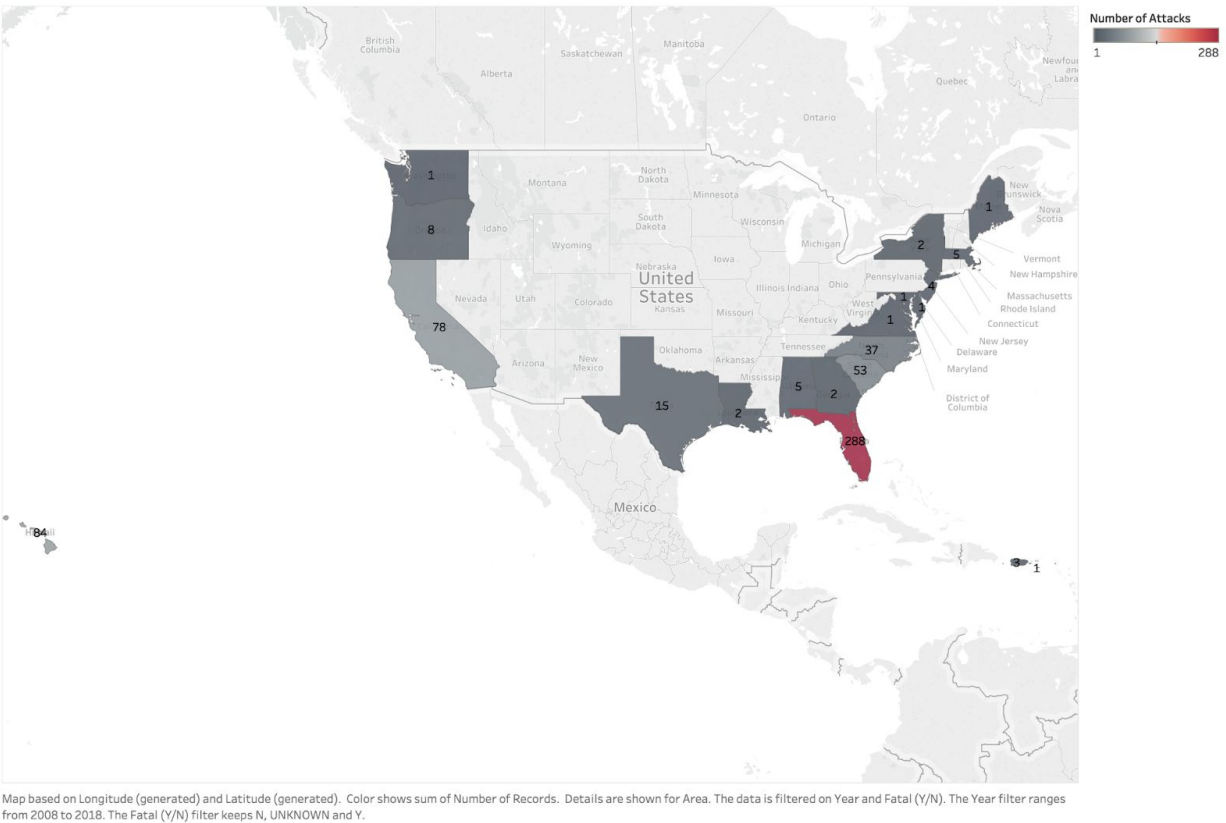 Number of Attacks
1
288
British
Columbia
Alberta
Saskatchewan
Manitoba
Ontario
Quebec
Newfou
and
Labra
1
Montana
North
Dakota
Minnesota
New
Brunswick
1
Nova
Scotia
8
Idaho
South
Dakota
Wisconsin
Michigan
2
5
Vermont
New Hampshire
Massachusetts
Rhode Island
Connecticut
New Jersey
Delaware
Maryland
District of
Columbia
Wyoming
Iowa
Nebraska
United
States
Illinois
Indiana
Ohio
Pennsylvania
4
1
1
78
Nevada
Utah
Colorado
Kansas
Missouri
West
Virginia
Kentucky
1
37
53
Tennessee
Arizona
New
Mexico
Oklahoma
Arkansas
Mississippi
5
2
15
2
288
Mexico
84
3
1
Map based on Longitude (generated) and Latitude (generated).  Color shows sum of Number of Records.  Details are shown for Area. The data is filtered on Year and Fatal (Y/N). The Year filter ranges
from 2008 to 2018. The Fatal (Y/N) filter keeps N, UNKNOWN and Y.